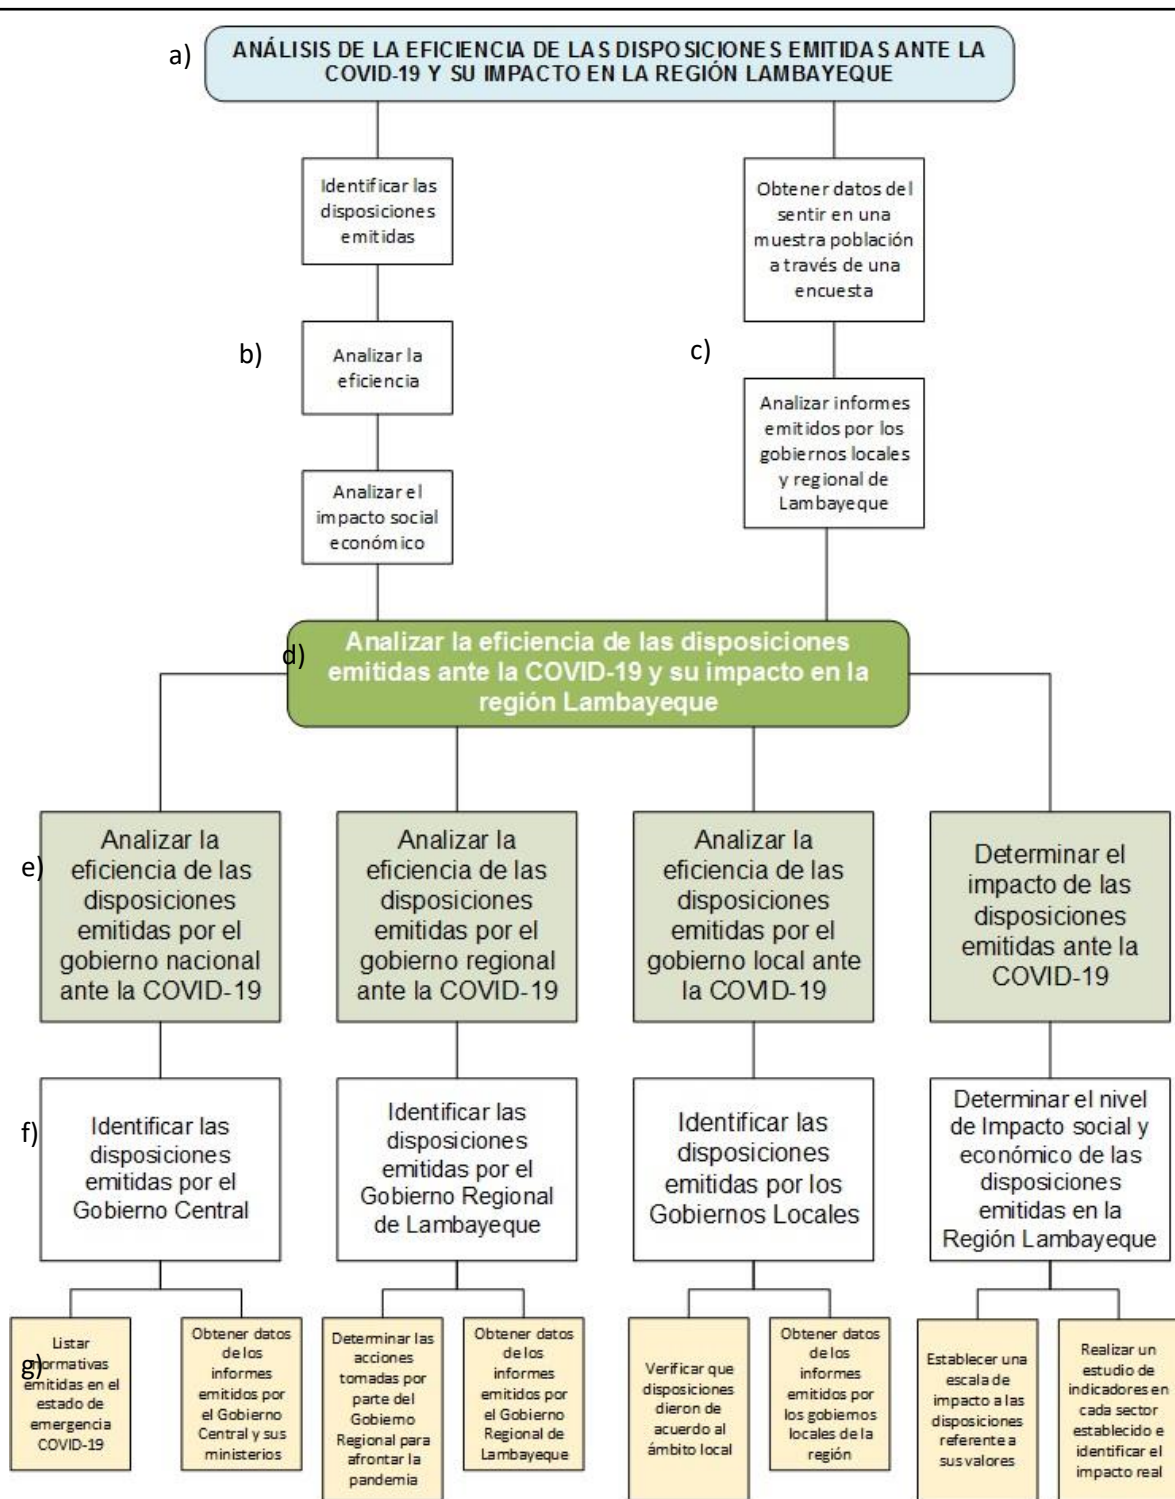 a)
ANÁLISIS DE LA EFICIENCIA DE LAS DISPOSICIONES EMITIDAS ANTE LA
COVID-19 Y SU IMPACTO EN LA REGIÓN LAMBAYEQUE
Identificar las
disposiciones
emitidas
b)
Analizar la
eficiencia
Analizar el
impacto social
económico
Obtener datos del
sentir en una
muestra población
a través de una
encuesta
c)
Analizar informes
emitidos por los
gobiernos locales
y regional de
Lambayeque
d)
Analizar la eficiencia de las disposiciones
emitidas ante la COVID-19 y su impacto en la
región Lambayeque
e)
Analizar la
eficiencia de las
disposiciones
emitidas por el
gobierno nacional
ante la COVID-19
Analizar la
eficiencia de las
disposiciones
emitidas por el
gobierno regional
ante la COVID-19
Analizar la
eficiencia de las
disposiciones
emitidas por el
gobierno local ante
la COVID-19
Determinar el
impacto de las
disposiciones
emitidas ante la
COVID-19
f)
Identificar las
disposiciones
emitidas por el
Gobierno Central
Identificar las
disposiciones
emitidas por el
Gobierno Regional
de Lambayeque
Identificar las
disposiciones
emitidas por los
Gobiernos Locales
Determinar el nivel
de Impacto social y
económico de las
disposiciones
emitidas en la
Región Lambayeque
g)
Listar
normativas
emitidas en el
estado de
emergencia
COVID-19
Obtener datos
de los
informes
emitidos por
el Gobierno
Central y sus
ministerios
Determinar las
acciones
tomadas por
parte del
Gobierno
Regional para
afrontar la
pandemia
Obtener datos
de los
informes
emitidos por
el Gobierno
Regional de
Lambayeque
Verificar que
disposiciones
dieron de
acuerdo al
ámbito local
Obtener datos
de los
informes
emitidos por
los gobiernos
locales de la
región
Establecer una
escala de
impacto a las
disposiciones
referente a
sus valores
Realizar un
estudio de
indicadores en
cada sector
establecido e
identificar el
impacto real